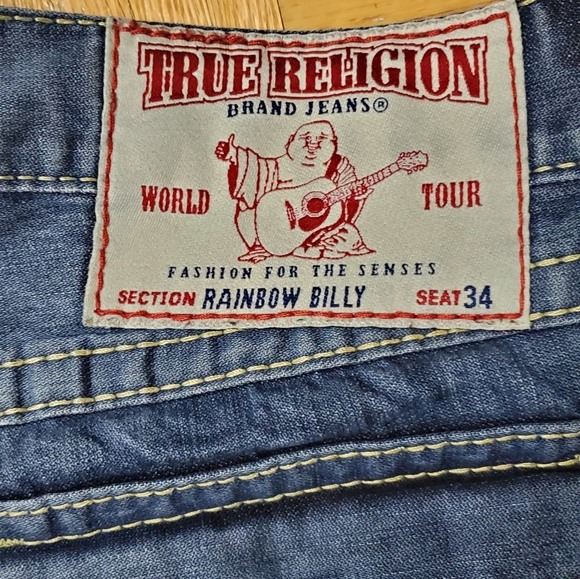 TRUE RELIGION
BRAND JEANS®
WORLD TOUR
FASHION FOR THE SENSES
SECTION RAINBOW BILLY SEAT 34